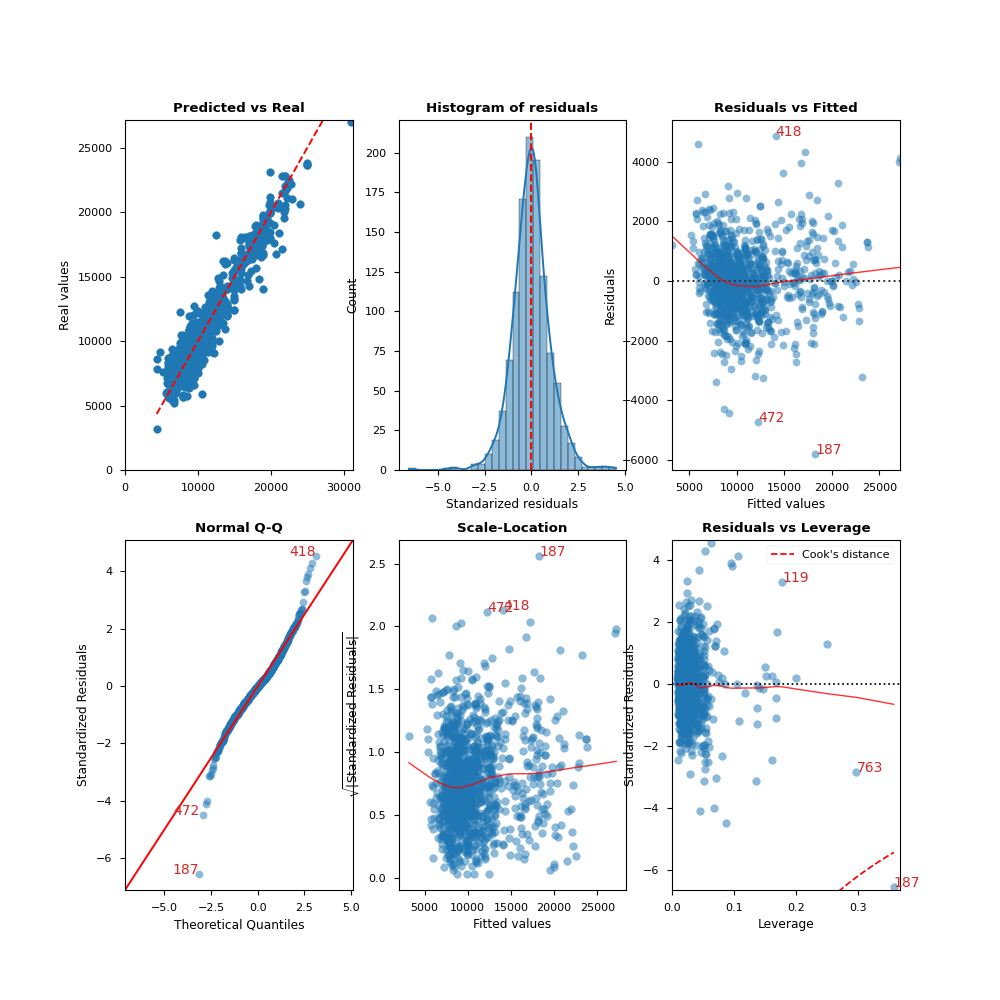 Predicted vs Real
Real values
25000
20000
15000
10000
5000
0
0 10000 20000 30000
Histogram of residuals
Count
200
175
150
125
100
75
50
25
0
−5.0 −2.5 0.0 2.5 5.0
Standarized residuals
Residuals vs Fitted
Residuals
4000
2000
0
−2000
−4000
−6000
418
472
187
5000 10000 15000 20000 25000
Fitted values
Normal Q-Q
Standardized Residuals
4
2
0
−2
−4
−6
418
472
187
−5.0 −2.5 0.0 2.5 5.0
Theoretical Quantiles
Scale-Location
√|Standardized Residuals|
2.5
2.0
1.5
1.0
0.5
0.0
187
472
418
5000 10000 15000 20000 25000
Fitted values
Residuals vs Leverage
Standardized Residuals
4
2
0
−2
−4
−6
Cook's distance
119
763
187
0.0 0.1 0.2 0.3
Leverage